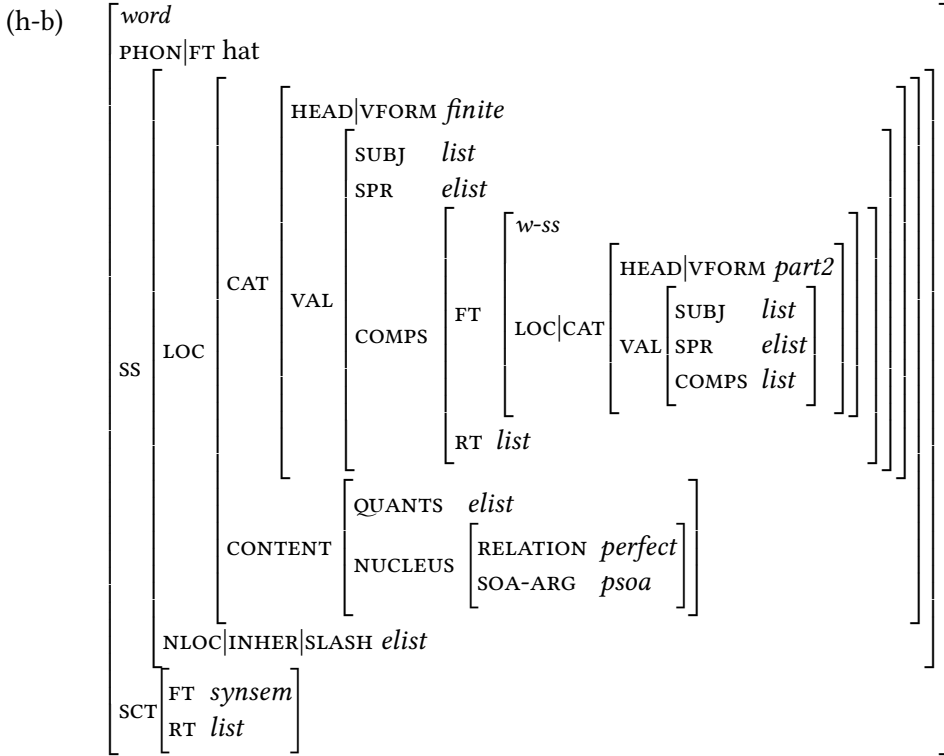 (h-b)
word
PHON|FT hat
HEAD|VFORM finite
SUBJ list
SPR elist
w-ss
HEAD|VFORM part2
CAT
VAL
FT
SUBJ list
COMPS
LOC|CAT
VAL
SPR elist
LOC
SS
COMPS list
RT list
QUANTS elist
CONTENT
RELATION perfect
NUCLEUS
SOA-ARG psoa
NLOC|INHER|SLASH elist
FT synsem
SCT
RT list